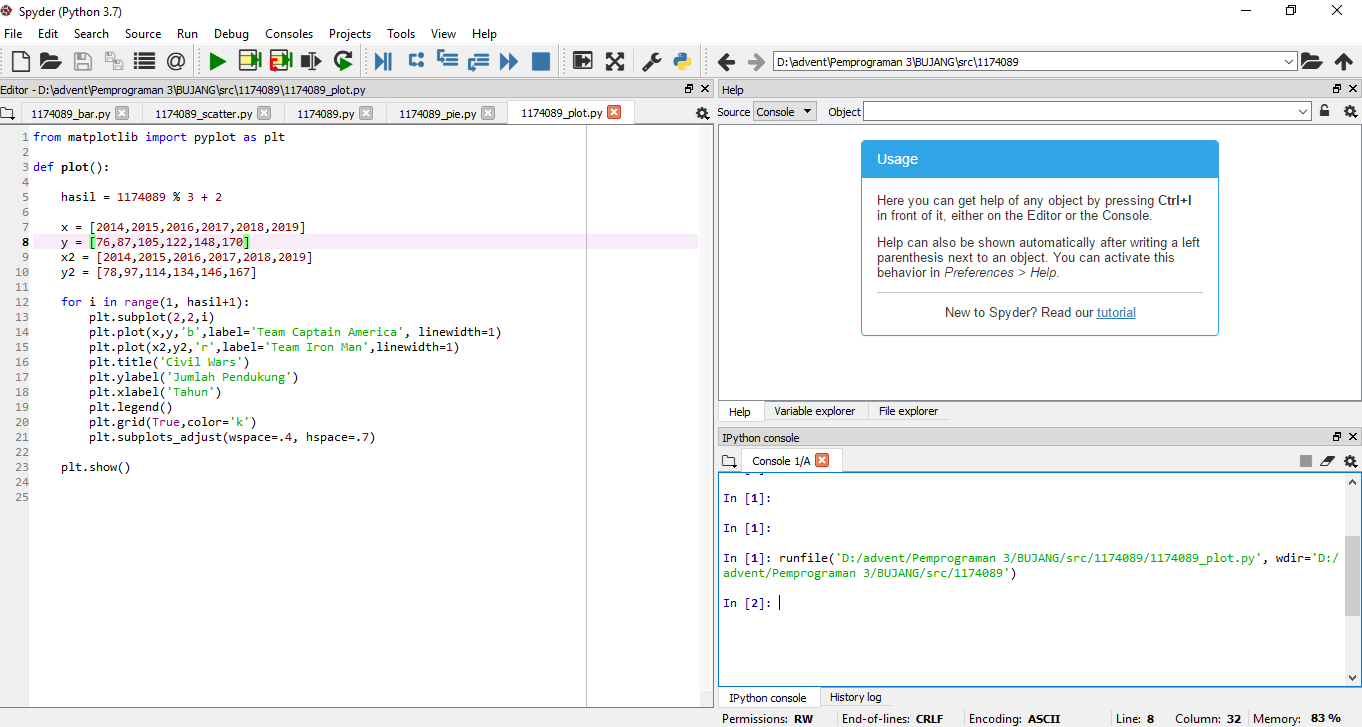 Spyder (Python 3.7)
File Edit Search Source Run Debug Consoles Projects Tools View Help
D:\advent\Pemprograman 3\BUJANG\src\1174089
Editor - D:\advent\Pemprograman 3\BUJANG\src\1174089\1174089_plot.py
1174089_bar.py 1174089_scatter.py 1174089.py 1174089_pie.py 1174089_plot.py
1 from matplotlib import pyplot as plt
2
3 def plot():
4
5     hasil = 1174089 % 3 + 2
6
7     x = [2014,2015,2016,2017,2018,2019]
8     y = [76,87,105,122,148,170]
9     x2 = [2014,2015,2016,2017,2018,2019]
10     y2 = [78,97,114,134,146,167]
11
12     for i in range(1, hasil+1):
13         plt.subplot(2,2,i)
14         plt.plot(x,y,'b',label='Team Captain America', linewidth=1)
15         plt.plot(x2,y2,'r',label='Team Iron Man',linewidth=1)
16         plt.title('Civil Wars')
17         plt.ylabel('Jumlah Pendukung')
18         plt.xlabel('Tahun')
19         plt.legend()
20         plt.grid(True,color='k')
21         plt.subplots_adjust(wspace=.4, hspace=.7)
22
23     plt.show()
24
25
Help
Source Console Object
Usage
Here you can get help of any object by pressing Ctrl+I
in front of it, either on the Editor or the Console.
Help can also be shown automatically after writing a left
parenthesis next to an object. You can activate this
behavior in Preferences > Help.
New to Spyder? Read our tutorial
Help Variable explorer File explorer
IPython console
Console 1/A
In [1]:
In [1]:
In [1]: runfile('D:/advent/Pemprograman 3/BUJANG/src/1174089/1174089_plot.py', wdir='D:/
advent/Pemprograman 3/BUJANG/src/1174089')
In [2]:
IPython console History log
Permissions: RW End-of-lines: CRLF Encoding: ASCII Line: 8 Column: 32 Memory: 83 %